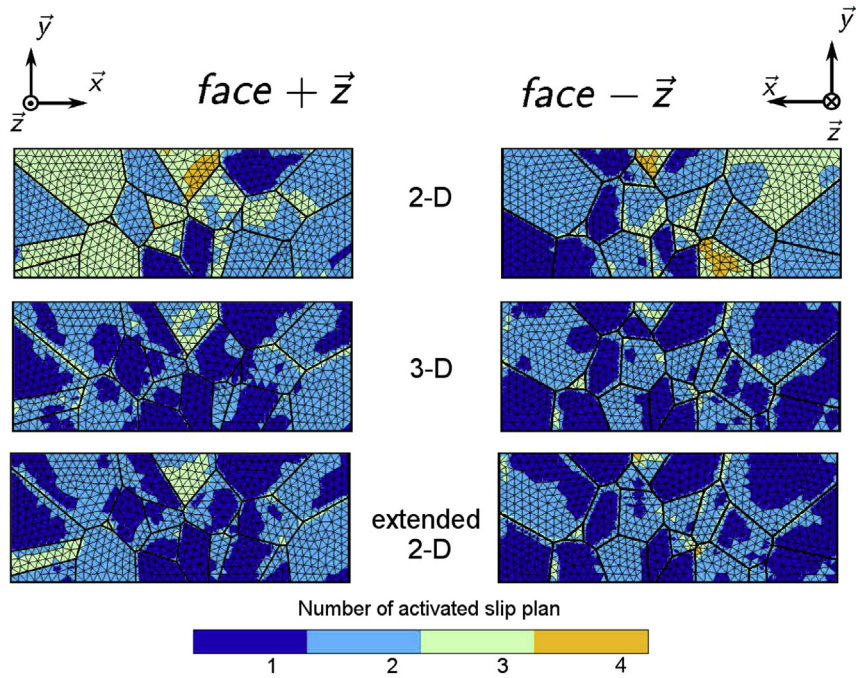 y⃗
x⃗
z⃗
face + z⃗
face − z⃗
y⃗
x⃗
z⃗
2-D
3-D
extended
2-D
Number of activated slip plan
1 2 3 4